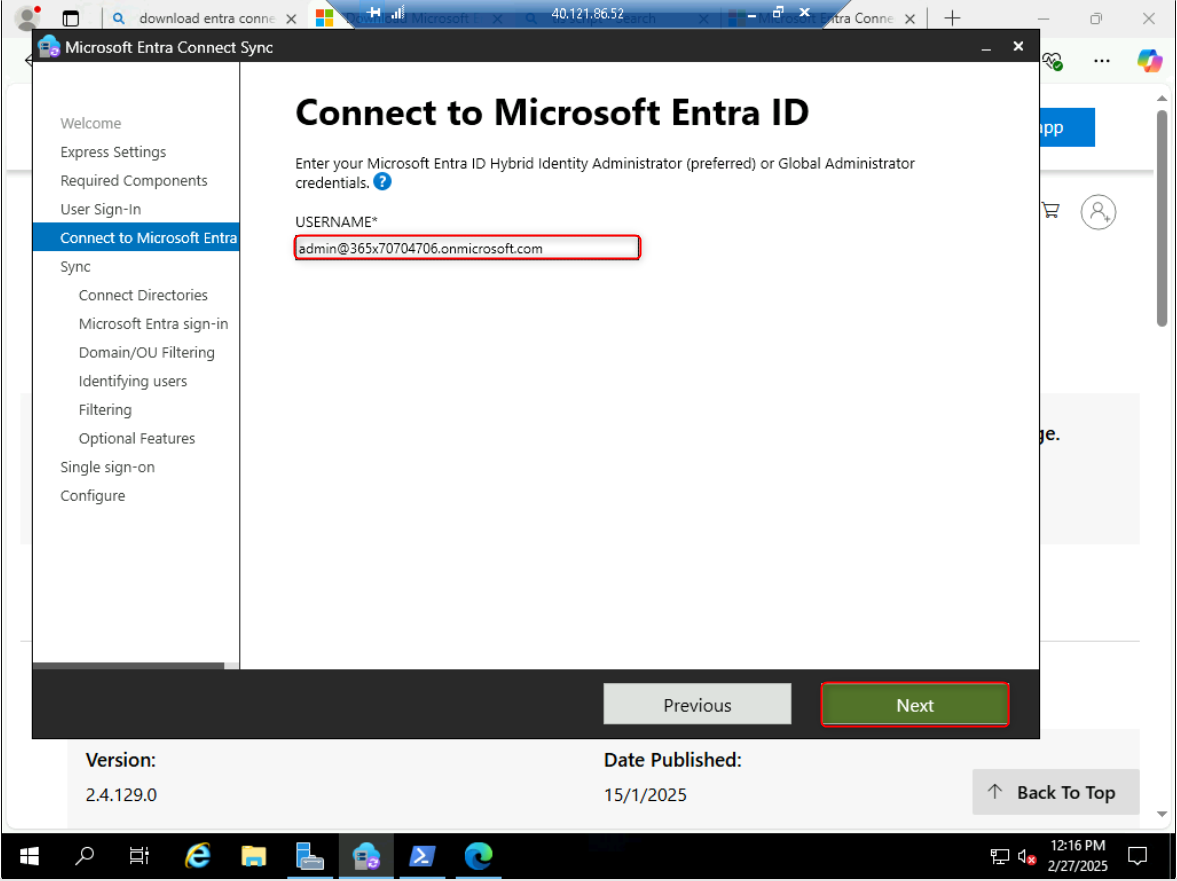 download entra conne
40.121.86.52
Entra Conne
Microsoft Entra Connect Sync
Welcome
Express Settings
Required Components
User Sign-In
Connect to Microsoft Entra
Sync
Connect Directories
Microsoft Entra sign-in
Domain/OU Filtering
Identifying users
Filtering
Optional Features
Single sign-on
Configure
Connect to Microsoft Entra ID
Enter your Microsoft Entra ID Hybrid Identity Administrator (preferred) or Global Administrator
credentials. ?
USERNAME*
admin@365x70704706.onmicrosoft.com
Previous
Next
app
ge.
Version:
2.4.129.0
Date Published:
15/1/2025
Back To Top
12:16 PM
2/27/2025